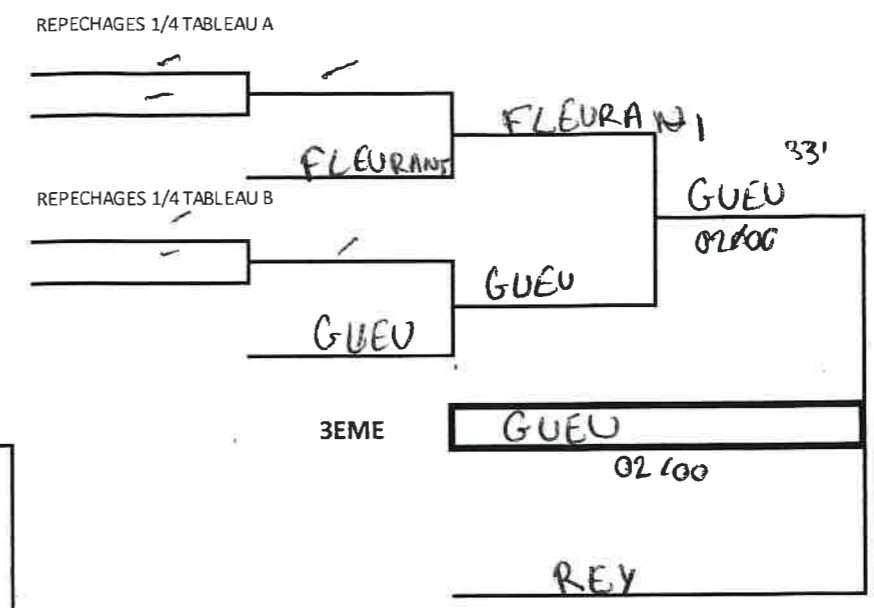 REPECHAGES 1/4 TABLEAU A
FLEURANT
FLEURANT
33'
GUEU
02/00
REPECHAGES 1/4 TABLEAU B
GUEU
GUEU
3EME
GUEU
02/00
REY